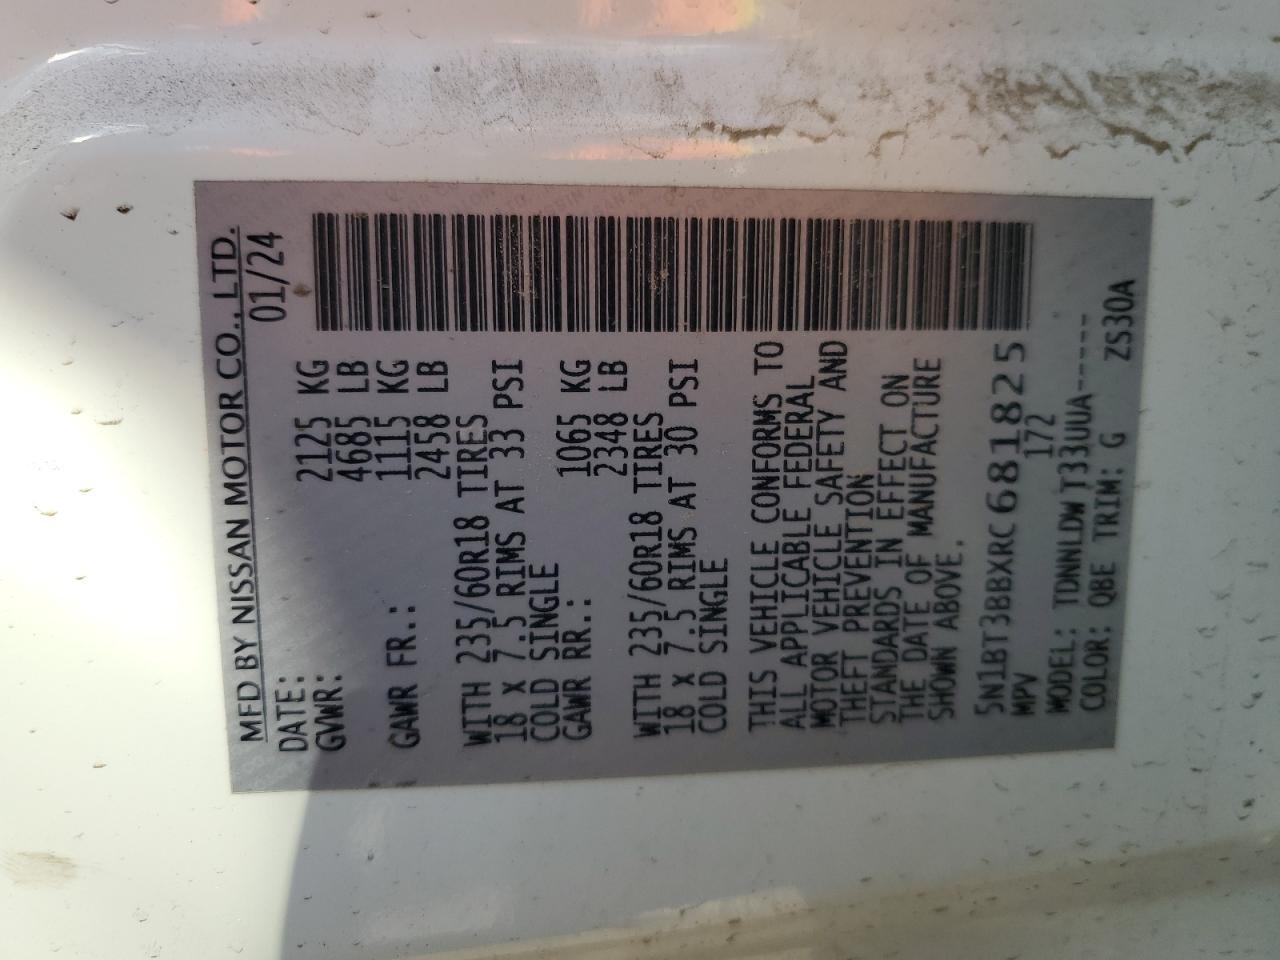 MFD BY NISSAN MOTOR CO., LTD.
DATE: 01/24
GVWR: 2125 KG
4685 LB
GAWR FR.: 1115 KG
2458 LB
WITH 235/60R18 TIRES
18 X 7.5 RIMS AT 33 PSI
COLD SINGLE
GAWR RR.: 1065 KG
2348 LB
WITH 235/60R18 TIRES
18 X 7.5 RIMS AT 30 PSI
COLD SINGLE
THIS VEHICLE CONFORMS TO
ALL APPLICABLE FEDERAL
MOTOR VEHICLE SAFETY AND
THEFT PREVENTION
STANDARDS IN EFFECT ON
THE DATE OF MANUFACTURE
SHOWN ABOVE.
5N1BT3BBXRC681825
MPV 172
MODEL: TDNNLDWT33UUA-----
COLOR: QBE TRIM: G ZS30A